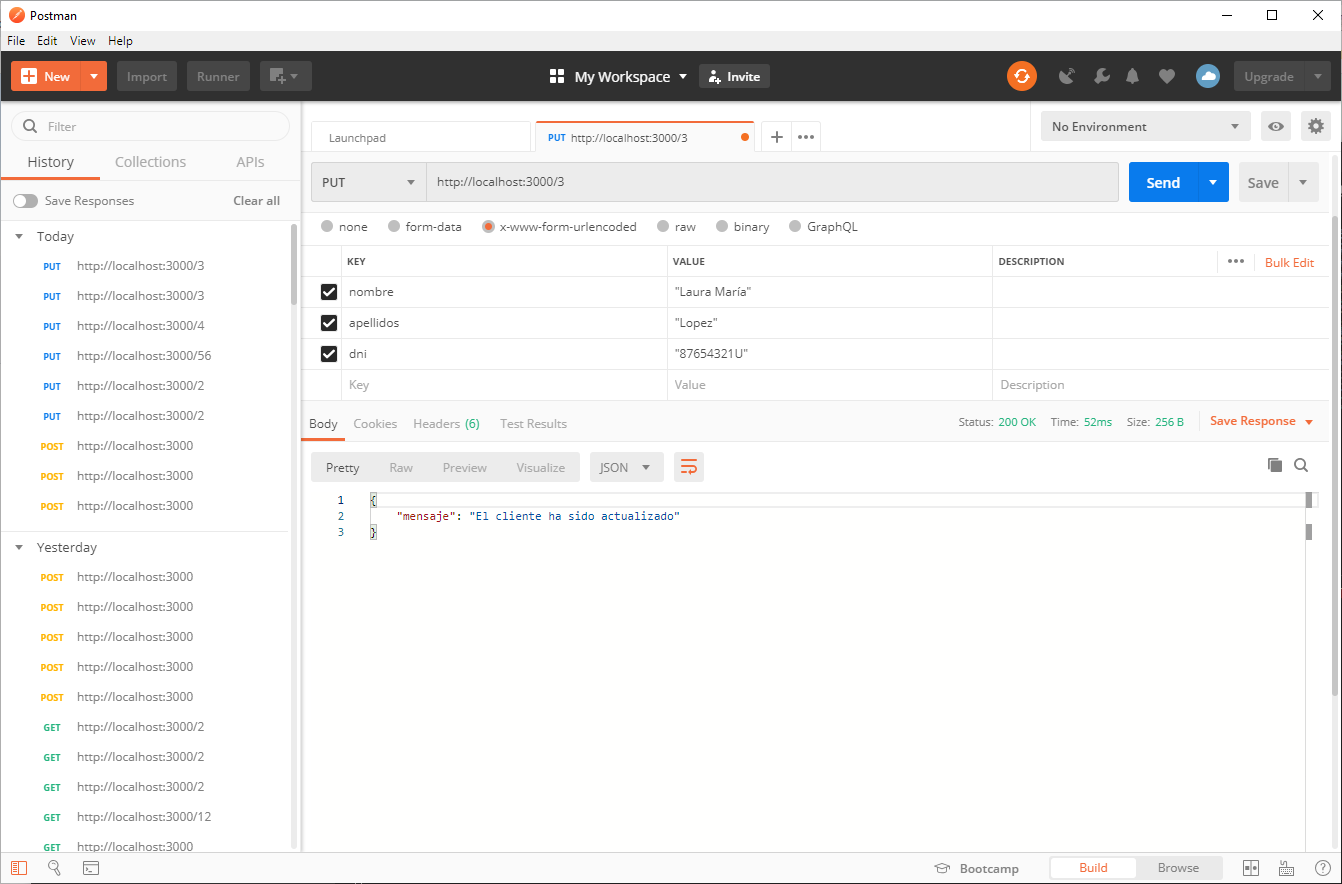 Postman
File Edit View Help
New Import Runner My Workspace Invite Upgrade
Filter
History Collections APIs
Save Responses Clear all
Today
PUT http://localhost:3000/3
PUT http://localhost:3000/3
PUT http://localhost:3000/4
PUT http://localhost:3000/56
PUT http://localhost:3000/2
PUT http://localhost:3000/2
POST http://localhost:3000
POST http://localhost:3000
POST http://localhost:3000
Yesterday
POST http://localhost:3000
POST http://localhost:3000
POST http://localhost:3000
POST http://localhost:3000
POST http://localhost:3000
GET http://localhost:3000/2
GET http://localhost:3000/2
GET http://localhost:3000/2
GET http://localhost:3000/12
GET http://localhost:3000
Launchpad PUT http://localhost:3000/3 No Environment
PUT http://localhost:3000/3 Send Save
none form-data x-www-form-urlencoded raw binary GraphQL
KEY VALUE DESCRIPTION Bulk Edit
nombre "Laura María"
apellidos "Lopez"
dni "87654321U"
Key Value Description
Body Cookies Headers (6) Test Results Status: 200 OK Time: 52ms Size: 256 B Save Response
Pretty Raw Preview Visualize JSON
1 {
2 "mensaje": "El cliente ha sido actualizado"
3 }
Bootcamp Build Browse